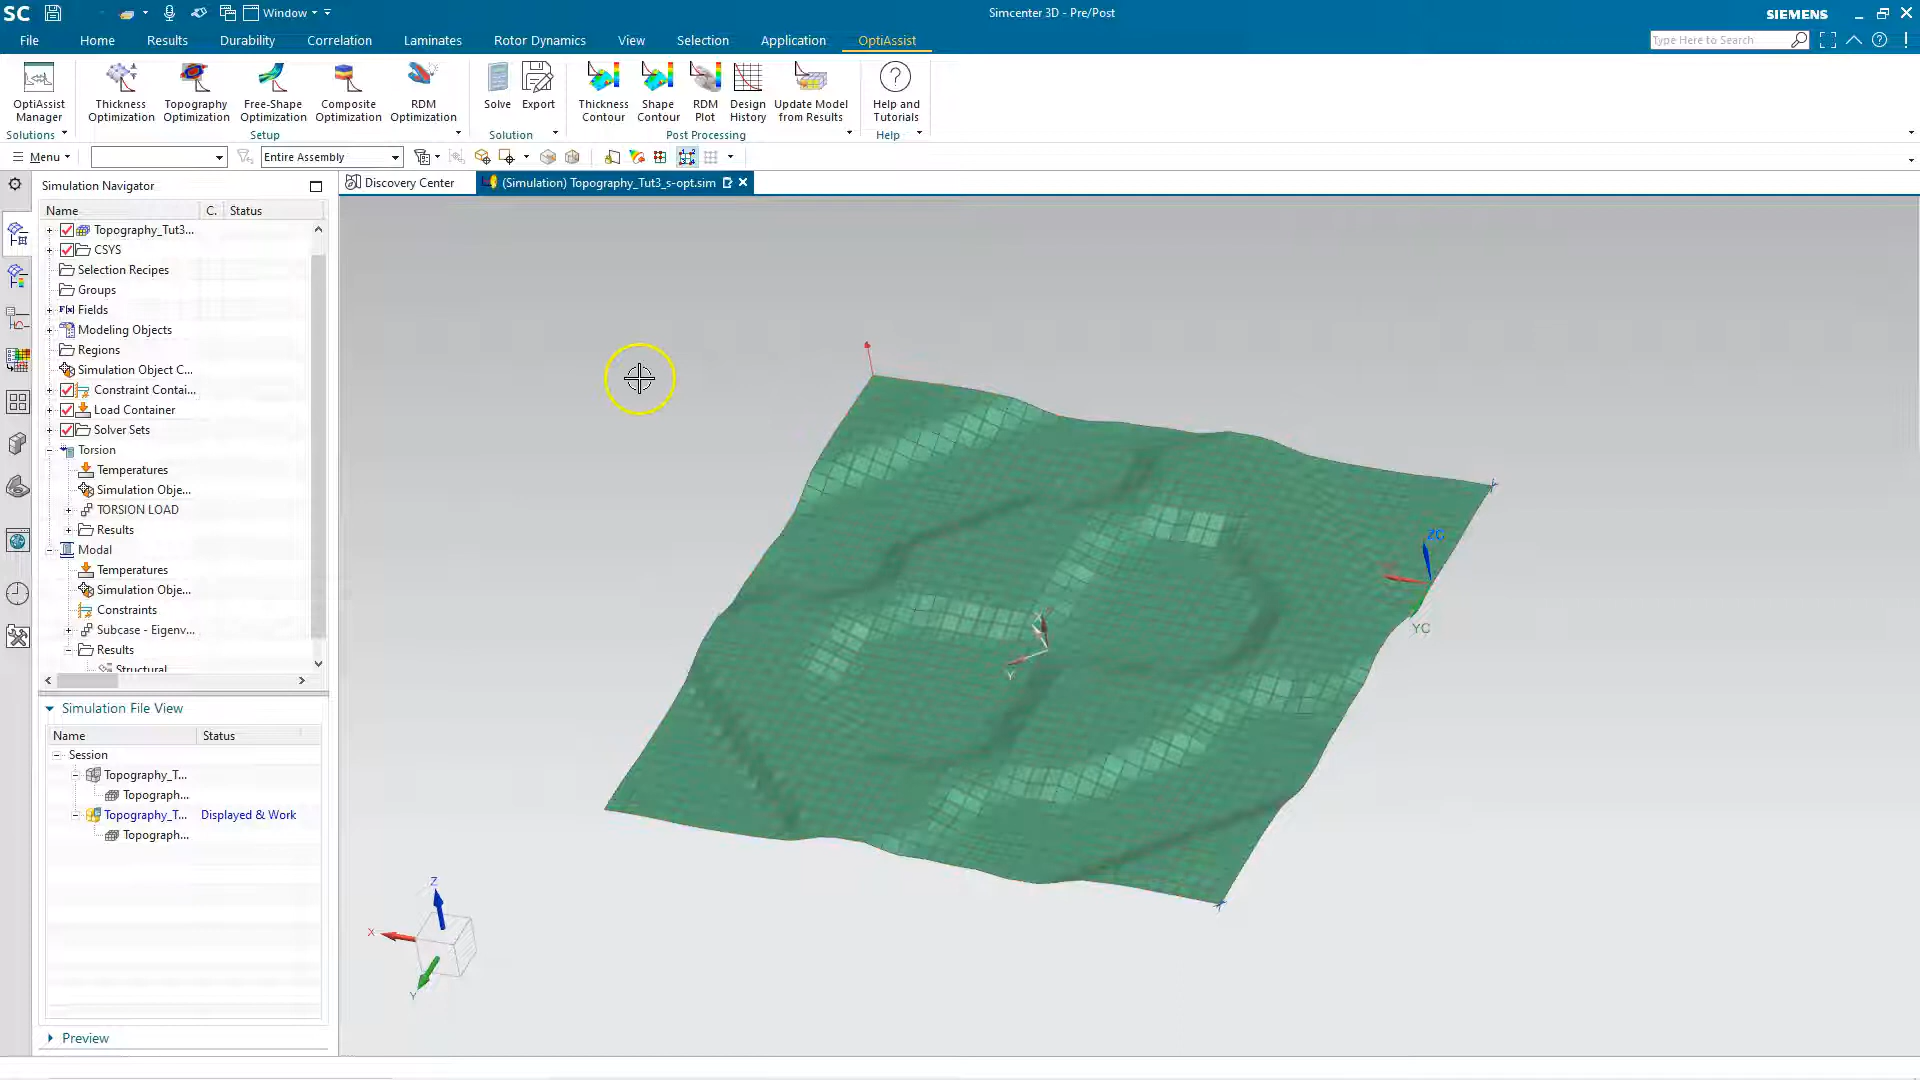 SC Window Simcenter 3D - Pre/Post SIEMENS
File Home Results Durability Correlation Laminates Rotor Dynamics View Selection Application OptiAssist Type Here to Search
OptiAssist Manager
Thickness Optimization
Topography Optimization
Free-Shape Optimization
Composite Optimization
RDM Optimization
Solve
Export
Thickness Contour
Shape Contour
RDM Plot
Design History
Update Model from Results
Help and Tutorials
Solutions Setup Solution Post Processing Help
Menu Entire Assembly
Simulation Navigator
Discovery Center
(Simulation) Topography_Tut3_s-opt.sim
Name C. Status
Topography_Tut3...
CSYS
Selection Recipes
Groups
Fields
Modeling Objects
Regions
Simulation Object C...
Constraint Contai...
Load Container
Solver Sets
Torsion
Temperatures
Simulation Obje...
TORSION LOAD
Results
Modal
Temperatures
Simulation Obje...
Constraints
Subcase - Eigenv...
Results
Structural
Simulation File View
Name Status
Session
Topography_T...
Topograph...
Topography_T... Displayed & Work
Topograph...
Preview
ZC
YC
Y
Z
X
Y